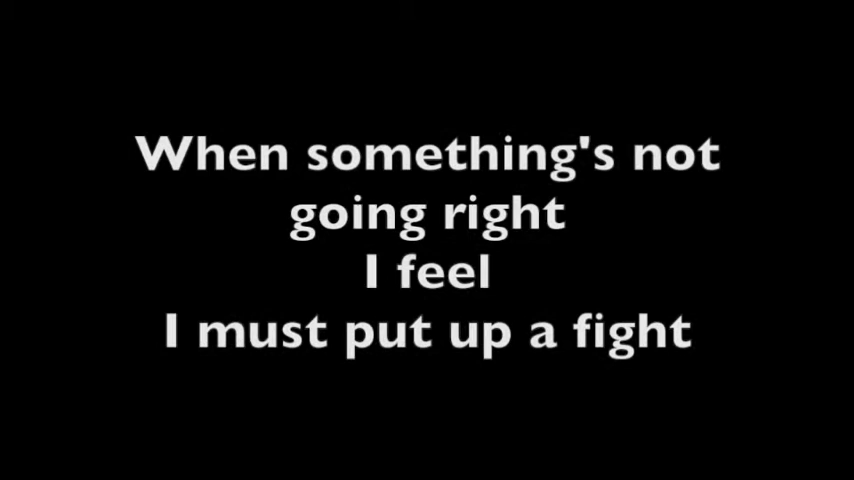 When something's not
going right
I feel
I must put up a fight